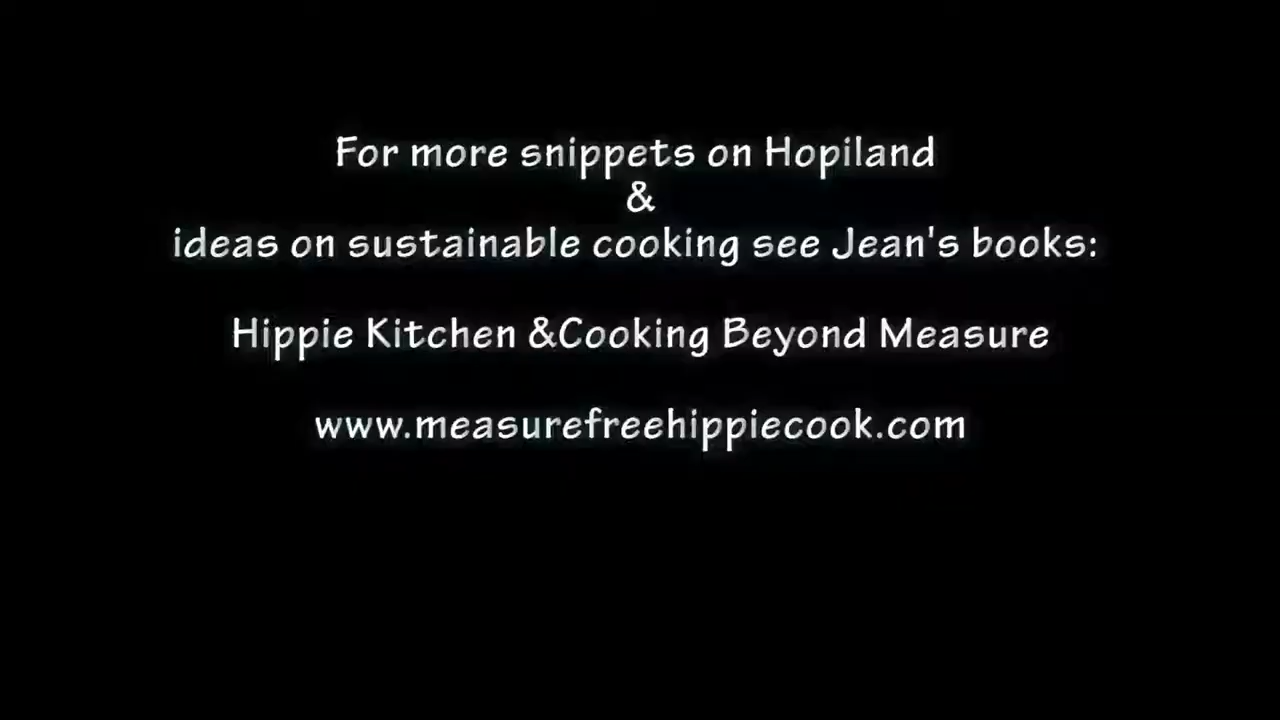 For more snippets on Hopiland
&
ideas on sustainable cooking see Jean's books:
Hippie Kitchen &Cooking Beyond Measure
www.measurefreehippiecook.com